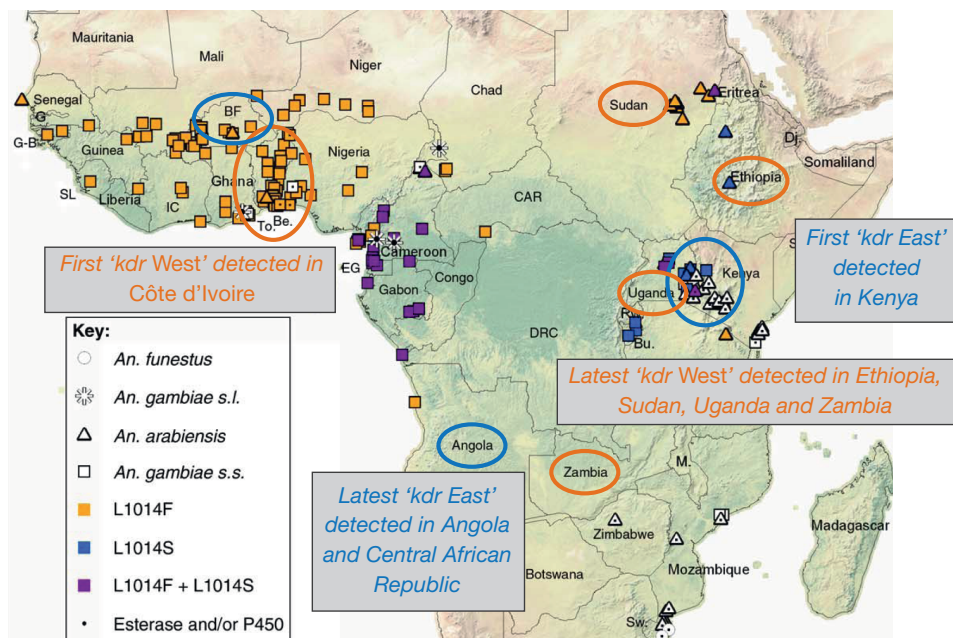 Mauritania
Mali
Niger
Chad
Sudan
Eritrea
Senegal
G
G-B
BF
Dj.
Guinea
Nigeria
Ethiopia
Somaliland
SL
Liberia
IC
Ghana
CAR
To.
Be.
First ‘kdr West’ detected in
Côte d’Ivoire
EG
Cameroon
Gabon
Congo
DRC
Uganda
Kenya
Bu.
First ‘kdr East’
detected
in Kenya
Key:
An. funestus
An. gambiae s.l.
An. arabiensis
An. gambiae s.s.
L1014F
L1014S
L1014F + L1014S
Esterase and/or P450
Latest ‘kdr West’ detected in Ethiopia,
Sudan, Uganda and Zambia
Angola
Zambia
M.
Latest ‘kdr East’
detected in Angola
and Central African
Republic
Zimbabwe
Madagascar
Mozambique
Botswana
Sw.